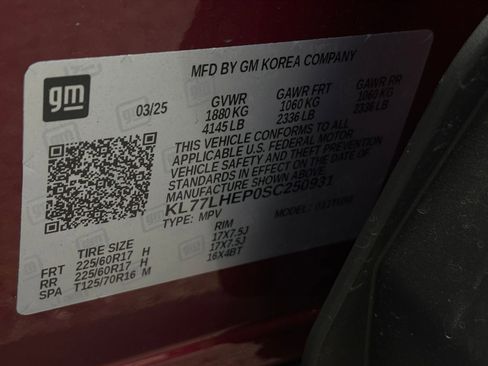 gm
MFD BY GM KOREA COMPANY
03/25
GVWR GAWR FRT GAWR RR
1880 KG 1060 KG 1060 KG
4145 LB 2336 LB 2336 LB
THIS VEHICLE CONFORMS TO ALL
APPLICABLE U.S. FEDERAL MOTOR
VEHICLE SAFETY AND THEFT PREVENTION
STANDARDS IN EFFECT ON THE DATE OF
MANUFACTURE SHOWN ABOVE.
KL77LHEP0SC250931
TYPE: MPV MODEL:
TIRE SIZE RIM
FRT 225/60R17 H 17X7.5J
RR 225/60R17 H 17X7.5J
SPA T125/70R16 M 16X4BT